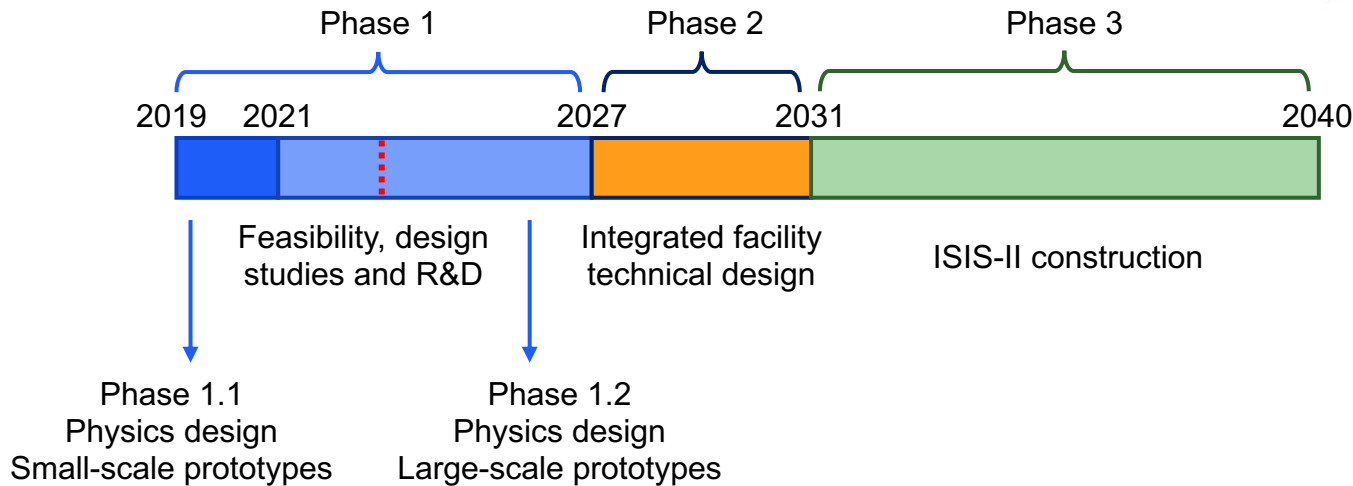 Phase 1
Phase 2
Phase 3
2019
2021
2027
2031
2040
Feasibility, design
studies and R&D
Integrated facility
technical design
ISIS-II construction
Phase 1.1
Physics design
Small-scale prototypes
Phase 1.2
Physics design
Large-scale prototypes